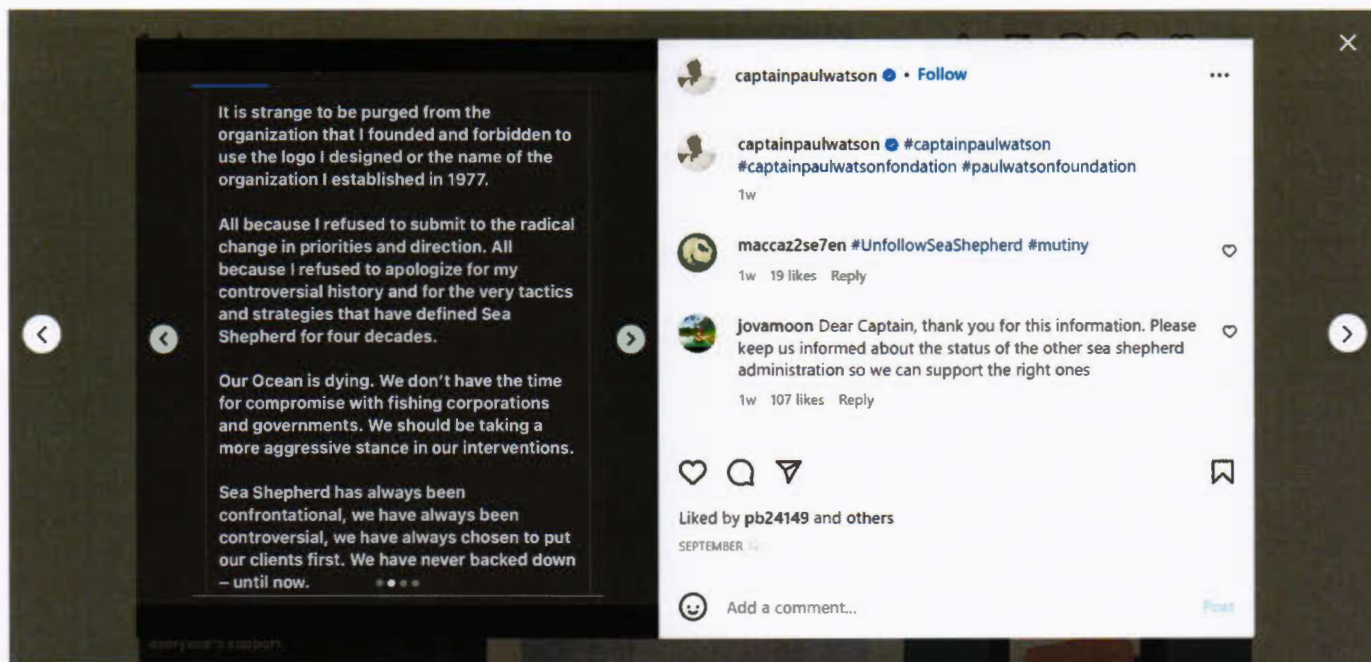 It is strange to be purged from the
organization that I founded and forbidden to
use the logo I designed or the name of the
organization I established in 1977.
All because I refused to submit to the radical
change in priorities and direction. All
because I refused to apologize for my
controversial history and for the very tactics
and strategies that have defined Sea
Shepherd for four decades.
Our Ocean is dying. We don't have the time
for compromise with fishing corporations
and governments. We should be taking a
more aggressive stance in our interventions.
Sea Shepherd has always been
confrontational, we have always been
controversial, we have always chosen to put
our clients first. We have never backed down
– until now.
captainpaulwatson • Follow
captainpaulwatson #captainpaulwatson
#captainpaulwatsonfondation #paulwatsonfoundation
1w
maccaz2se7en #UnfollowSeaShepherd #mutiny
1w 19 likes Reply
jovamoon Dear Captain, thank you for this information. Please
keep us informed about the status of the other sea shepherd
administration so we can support the right ones
1w 107 likes Reply
Liked by pb24149 and others
SEPTEMBER
Add a comment...
Post
everyone's support